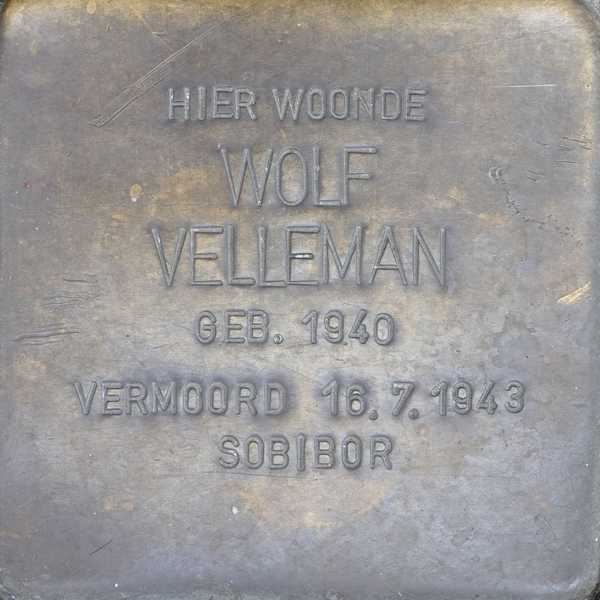 HIER WOONDE
WOLF
VELLEMAN
GEB. 1940
VERMOORD 16.7.1943
SOBIBOR